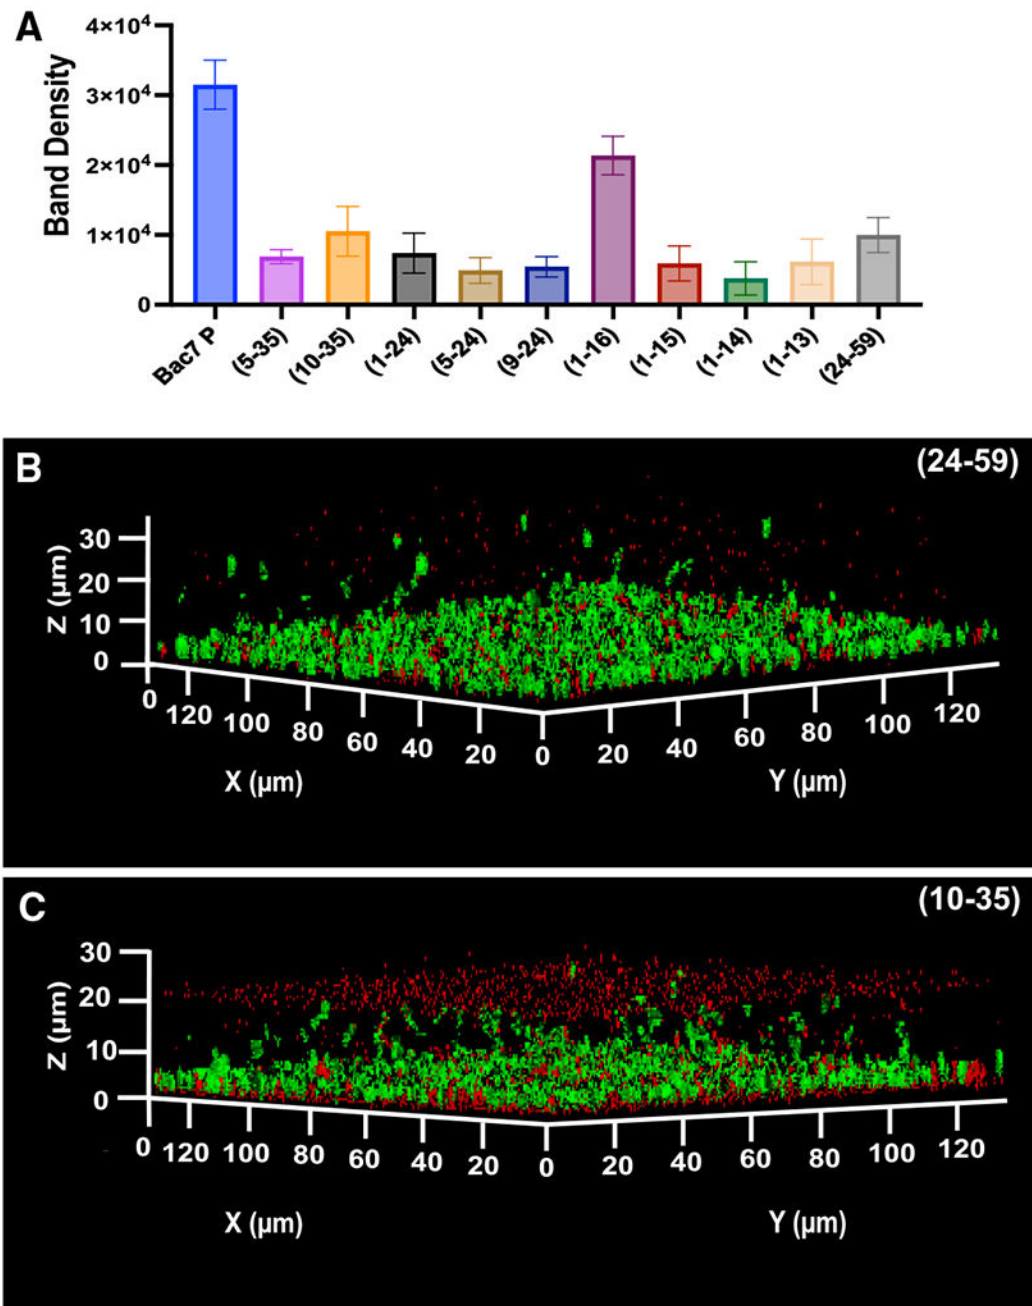 A
Band Density
4×10⁴
3×10⁴
2×10⁴
1×10⁴
0
Bac7 P
(5-35)
(10-35)
(1-24)
(5-24)
(9-24)
(1-16)
(1-15)
(1-14)
(1-13)
(24-59)
B
(24-59)
Z (µm)
30
20
10
0
0 120 100 80 60 40 20 0 20 40 60 80 100 120
X (µm) Y (µm)
C
(10-35)
Z (µm)
30
20
10
0
0 120 100 80 60 40 20 0 20 40 60 80 100 120
X (µm) Y (µm)